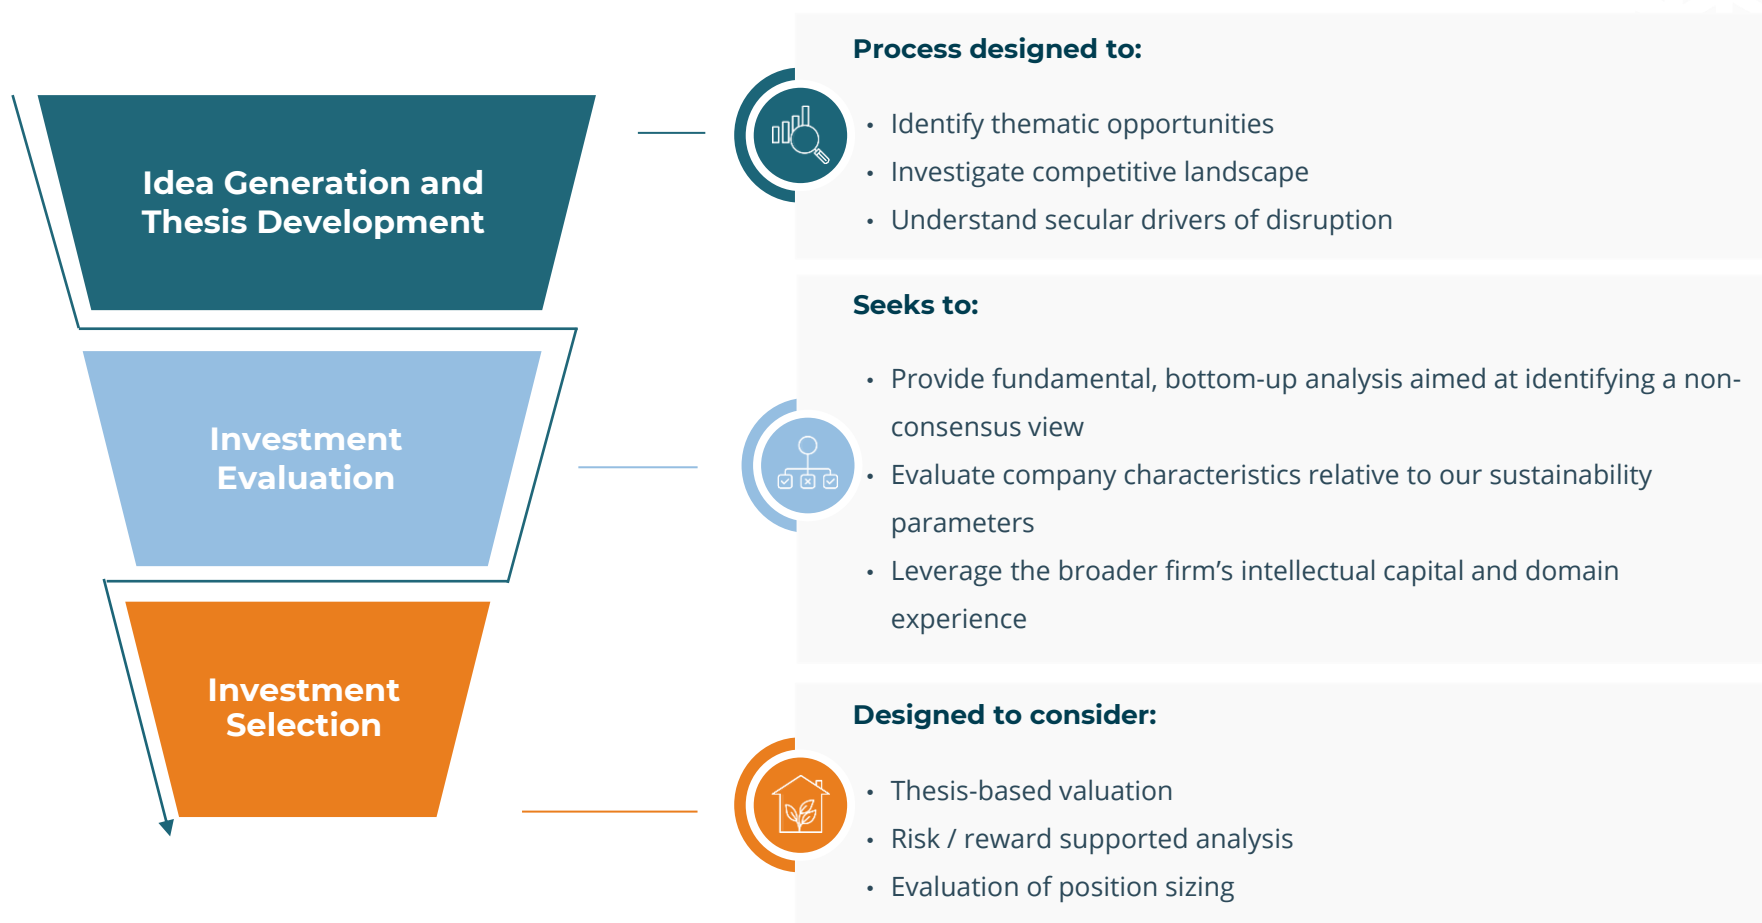 Idea Generation and
Thesis Development
Process designed to:
• Identify thematic opportunities
• Investigate competitive landscape
• Understand secular drivers of disruption
Investment
Evaluation
Seeks to:
• Provide fundamental, bottom-up analysis aimed at identifying a non-
consensus view
• Evaluate company characteristics relative to our sustainability
parameters
• Leverage the broader firm’s intellectual capital and domain
experience
Investment
Selection
Designed to consider:
• Thesis-based valuation
• Risk / reward supported analysis
• Evaluation of position sizing